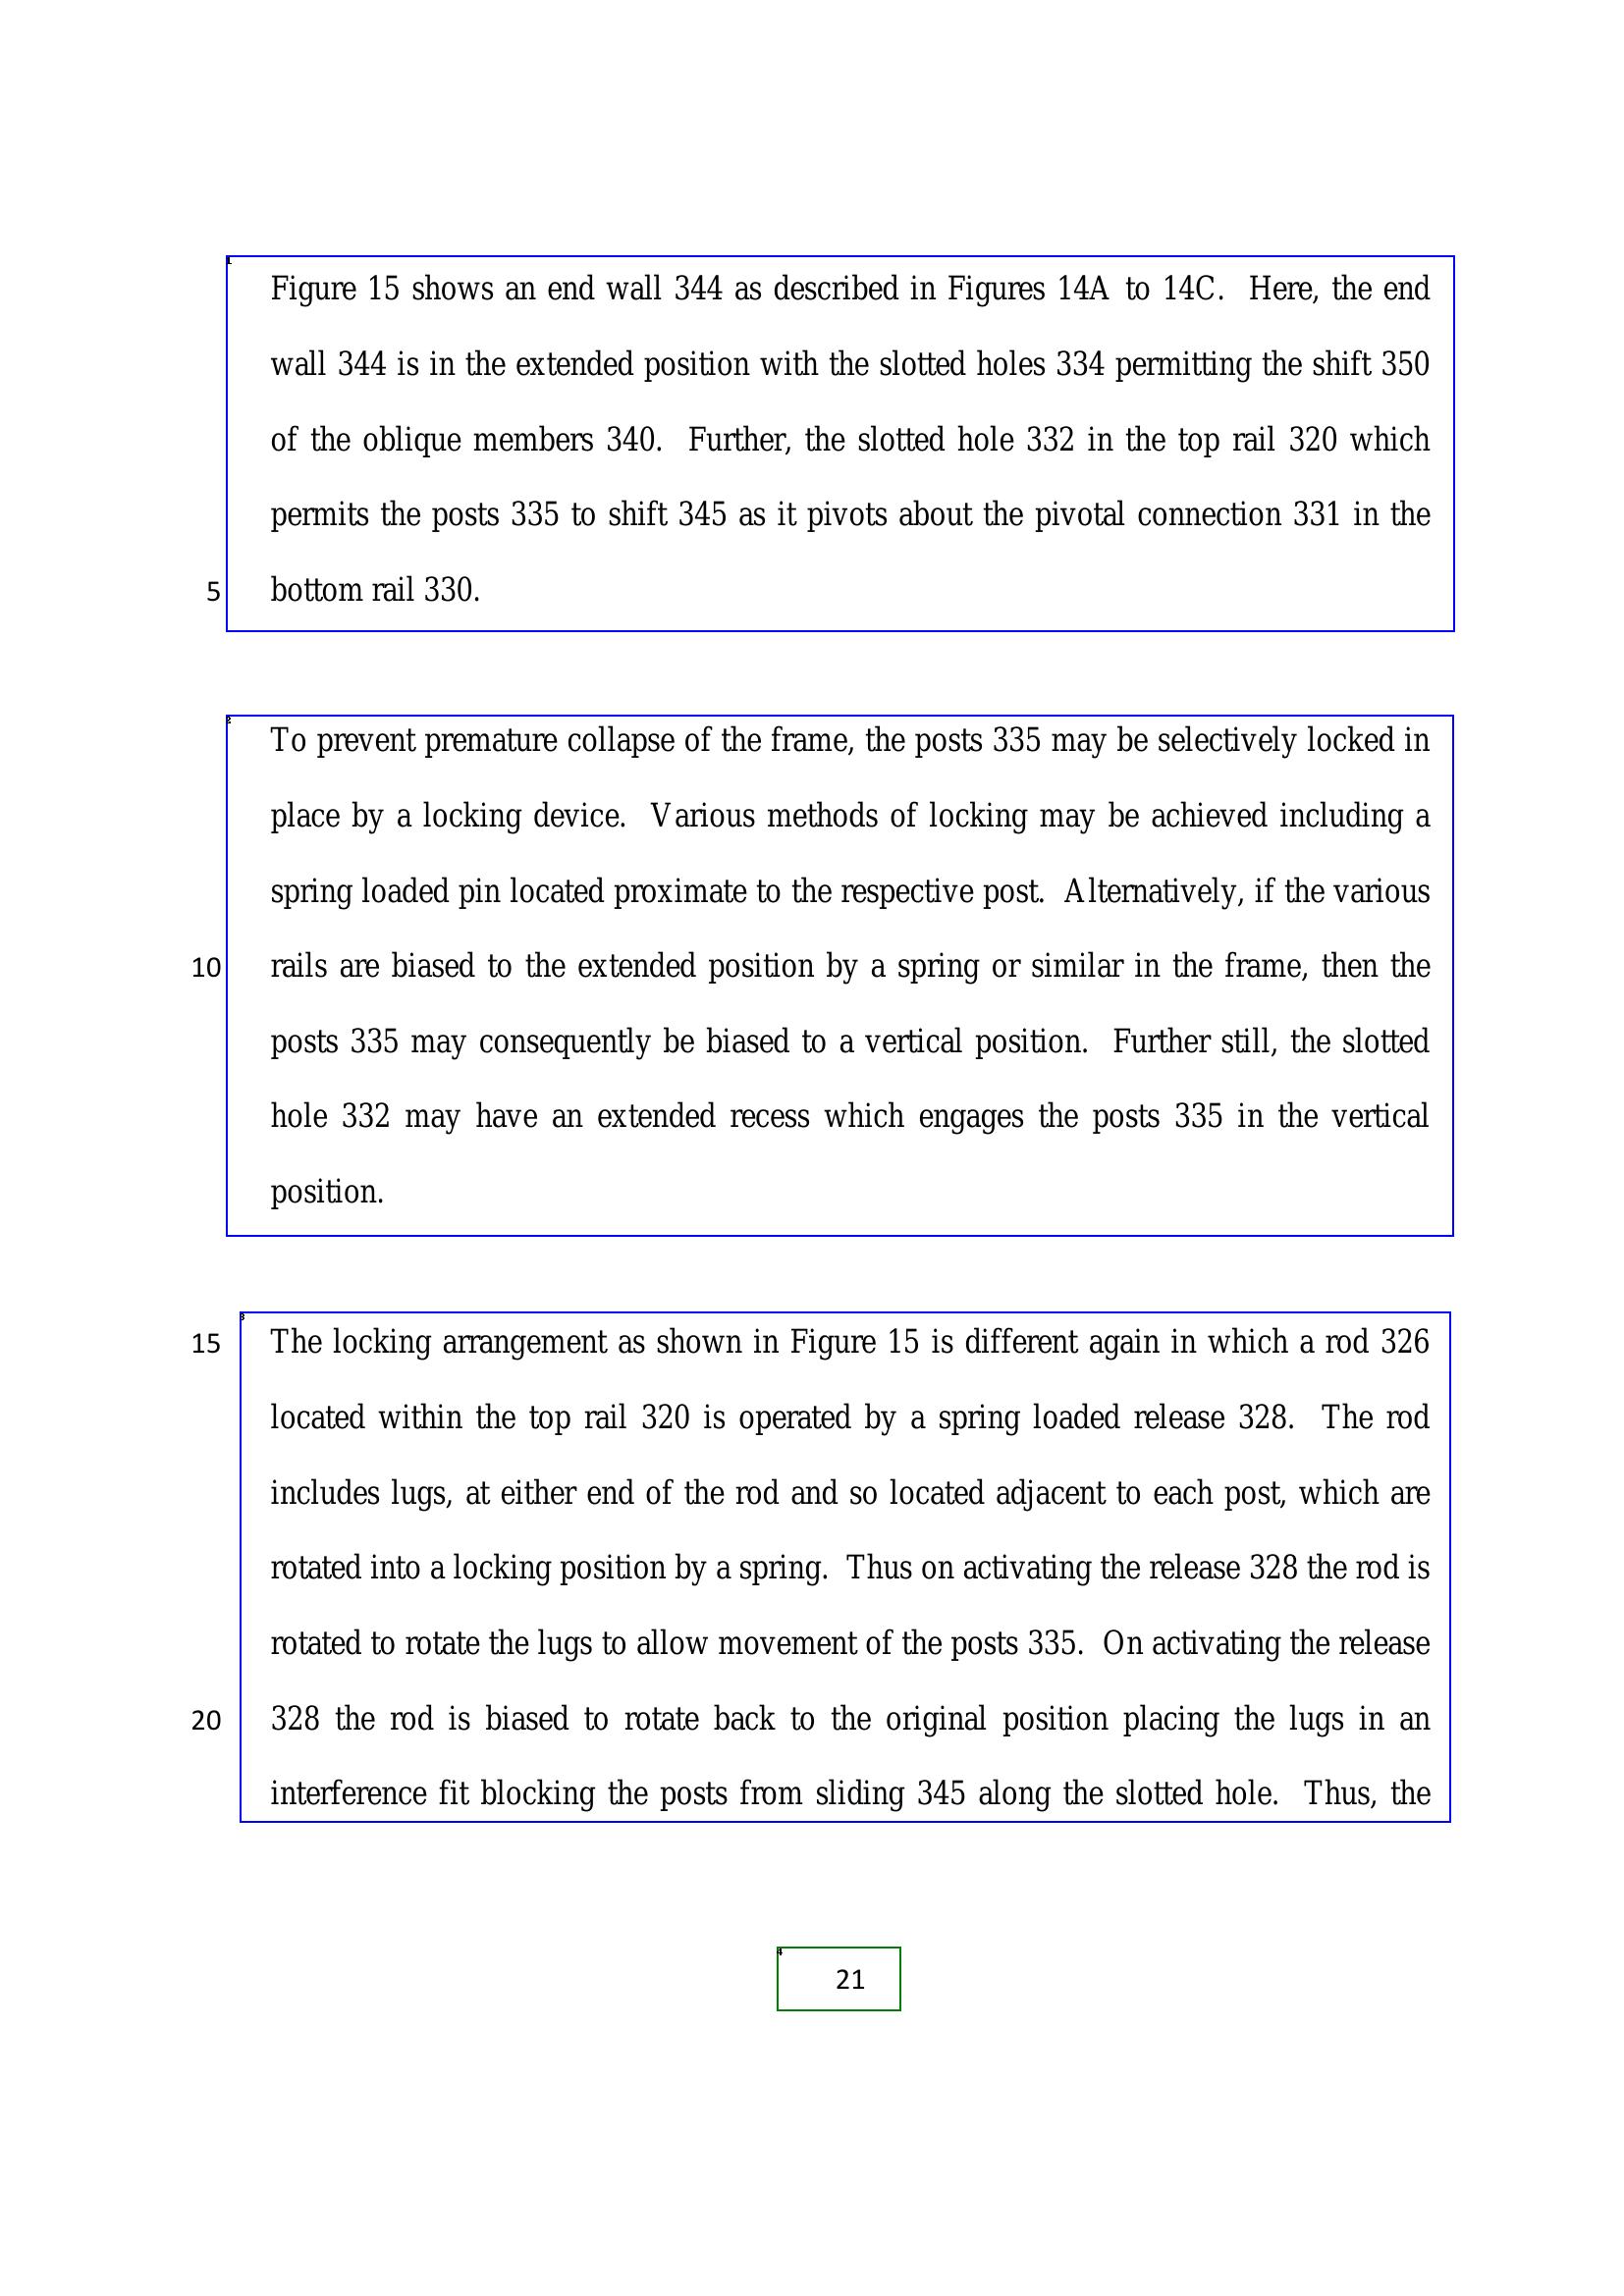 Figure 15 shows an end wall 344 as described in Figures 14A to 14C. Here, the end
wall 344 is in the extended position with the slotted holes 334 permitting the shift 350
of the oblique members 340. Further, the slotted hole 332 in the top rail 320 which
permits the posts 335 to shift 345 as it pivots about the pivotal connection 331 in the
5 bottom rail 330.
To prevent premature collapse of the frame, the posts 335 may be selectively locked in
place by a locking device. Various methods of locking may be achieved including a
spring loaded pin located proximate to the respective post. Alternatively, if the various
10 rails are biased to the extended position by a spring or similar in the frame, then the
posts 335 may consequently be biased to a vertical position. Further still, the slotted
hole 332 may have an extended recess which engages the posts 335 in the vertical
position.
15 The locking arrangement as shown in Figure 15 is different again in which a rod 326
located within the top rail 320 is operated by a spring loaded release 328. The rod
includes lugs, at either end of the rod and so located adjacent to each post, which are
rotated into a locking position by a spring. Thus on activating the release 328 the rod is
rotated to rotate the lugs to allow movement of the posts 335. On activating the release
20 328 the rod is biased to rotate back to the original position placing the lugs in an
interference fit blocking the posts from sliding 345 along the slotted hole. Thus, the
21